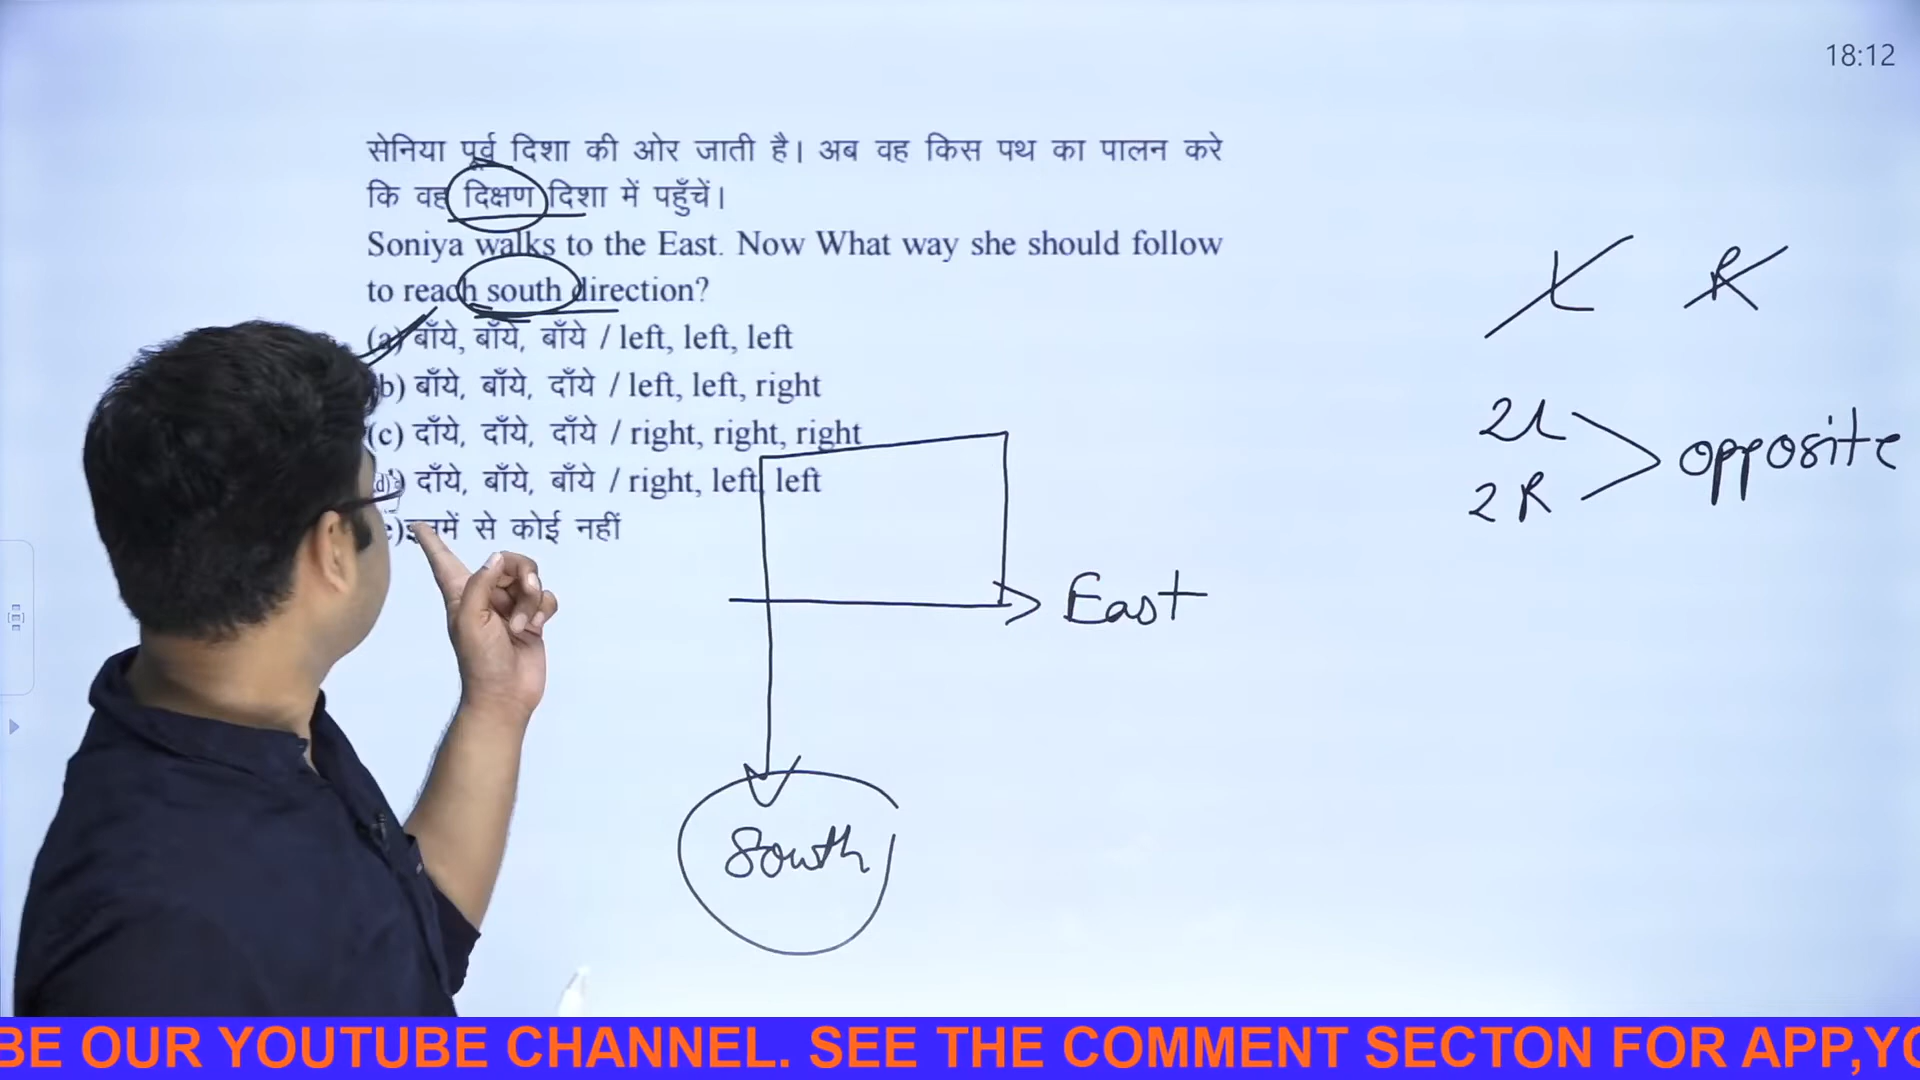 18:12
सेनिया पूर्व दिशा की ओर जाती है। अब वह किस पथ का पालन करे
कि वह दिक्षण दिशा में पहुँचें।
Soniya walks to the East. Now What way she should follow
to reach south direction?
(a) बाँये, बाँये, बाँये / left, left, left
b) बाँये, बाँये, दाँये / left, left, right
(c) दाँये, दाँये, दाँये / right, right, right
(d) दाँये, बाँये, बाँये / right, left, left
e)इनमें से कोई नहीं
L R
2L
2R
opposite
East
South
BE OUR YOUTUBE CHANNEL. SEE THE COMMENT SECTON FOR APP,YO